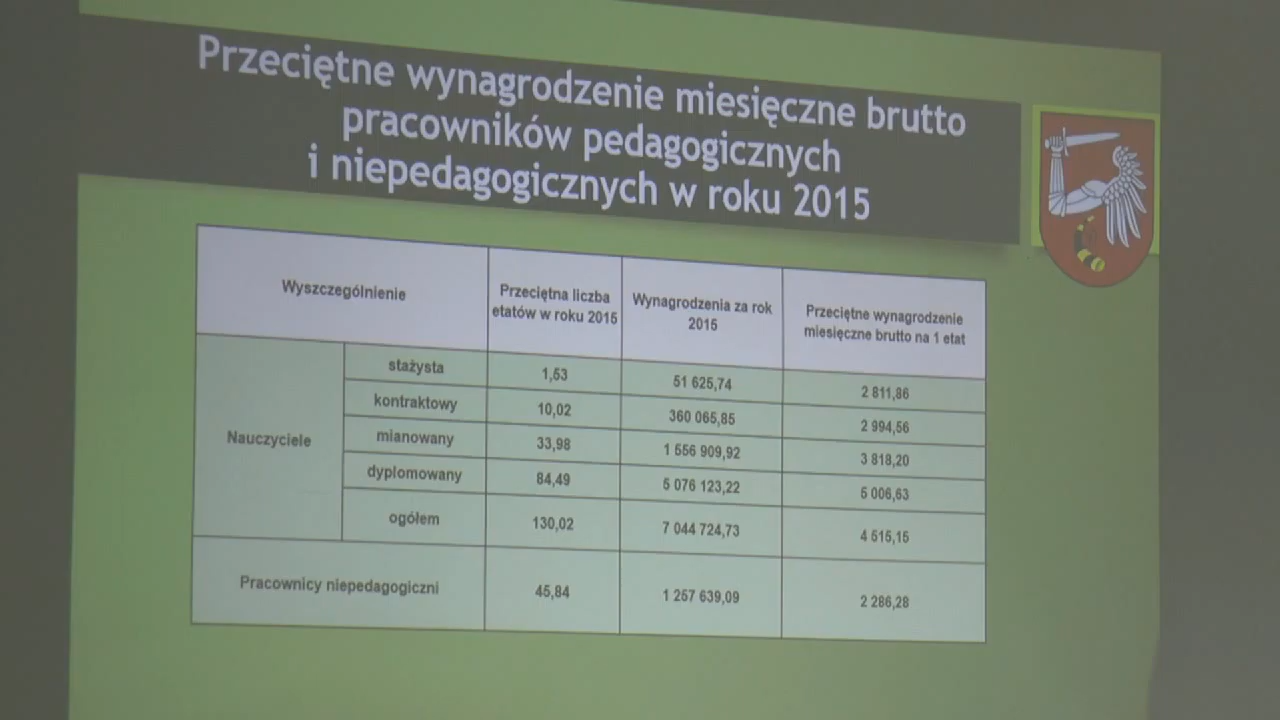 Przeciętne wynagrodzenie miesięczne brutto
pracowników pedagogicznych
i niepedagogicznych w roku 2015
Wyszczególnienie
Przeciętna liczba
etatów w roku 2015
Wynagrodzenia za rok
2015
Przeciętne wynagrodzenie
miesięczne brutto na 1 etat
Nauczyciele
stażysta 1,53 51 625,74 2 811,86
kontraktowy 10,02 360 065,85 2 994,56
mianowany 33,98 1 556 909,92 3 818,20
dyplomowany 84,49 5 076 123,22 5 006,63
ogółem 130,02 7 044 724,73 4 515,15
Pracownicy niepedagogiczni 45,84 1 257 639,09 2 286,28